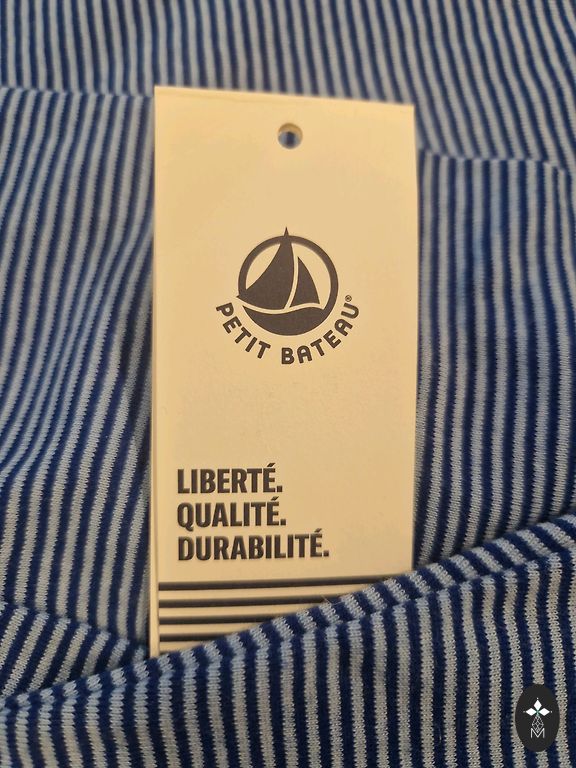 PETIT BATEAU®
LIBERTÉ.
QUALITÉ.
DURABILITÉ.
M